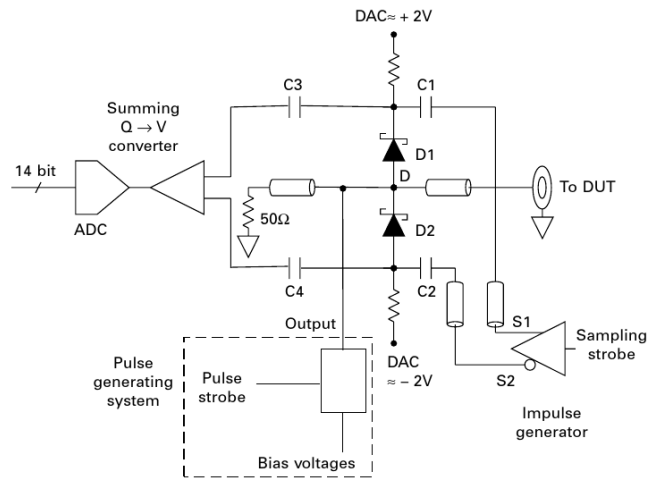 DAC≈ + 2V
C3
C1
Summing
Q → V
converter
D1
14 bit
D
To DUT
50Ω
ADC
D2
C4
C2
Output
S1
Sampling
strobe
Pulse
generating
system
Pulse
strobe
DAC
≈ − 2V
S2
Impulse
generator
Bias voltages